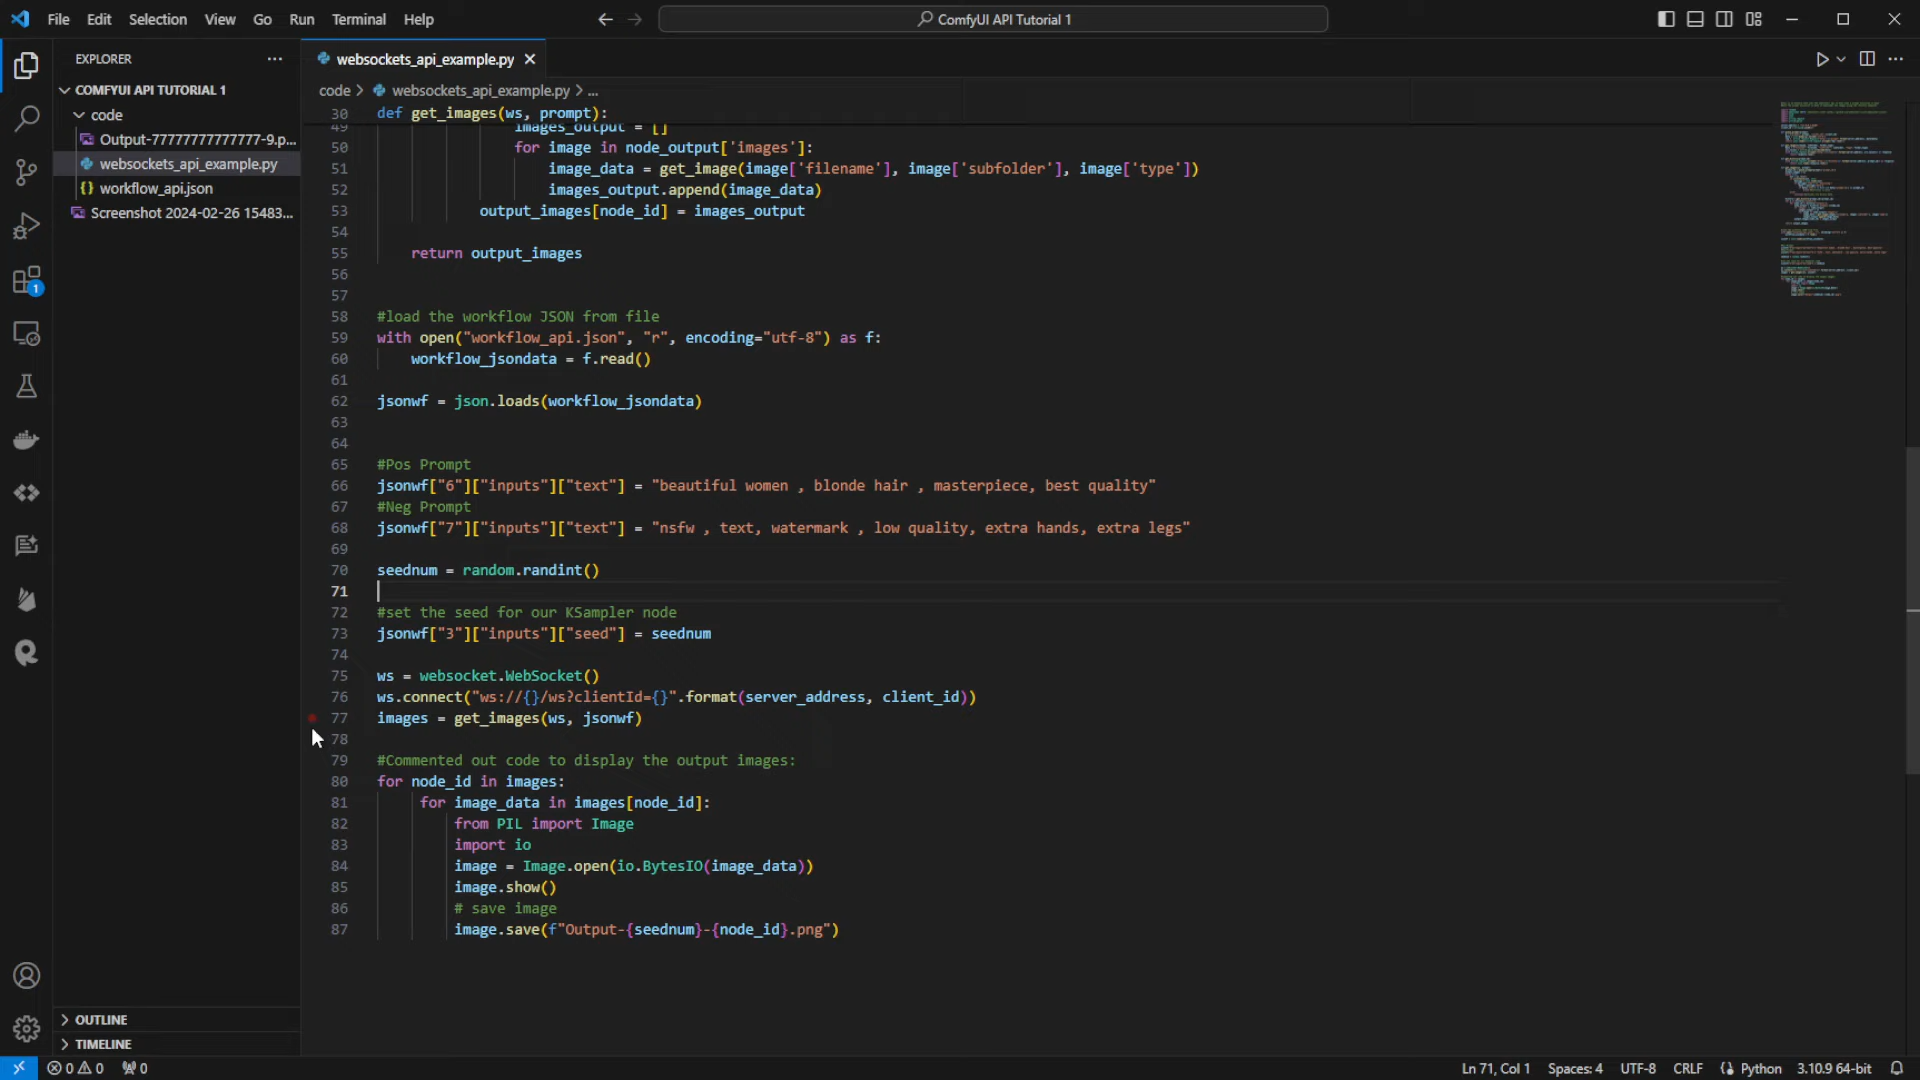 File Edit Selection View Go Run Terminal Help
ComfyUI API Tutorial 1
EXPLORER
COMFYUI API TUTORIAL 1
code
Output-77777777777777-9.p...
websockets_api_example.py
workflow_api.json
Screenshot 2024-02-26 15483...
websockets_api_example.py
code > websockets_api_example.py > ...
30 def get_images(ws, prompt):
49 images_output = []
50 for image in node_output['images']:
51 image_data = get_image(image['filename'], image['subfolder'], image['type'])
52 images_output.append(image_data)
53 output_images[node_id] = images_output
54
55 return output_images
56
57
58 #load the workflow JSON from file
59 with open("workflow_api.json", "r", encoding="utf-8") as f:
60 workflow_jsondata = f.read()
61
62 jsonwf = json.loads(workflow_jsondata)
63
64
65 #Pos Prompt
66 jsonwf["6"]["inputs"]["text"] = "beautiful women , blonde hair , masterpiece, best quality"
67 #Neg Prompt
68 jsonwf["7"]["inputs"]["text"] = "nsfw , text, watermark , low quality, extra hands, extra legs"
69
70 seednum = random.randint()
71
72 #set the seed for our KSampler node
73 jsonwf["3"]["inputs"]["seed"] = seednum
74
75 ws = websocket.WebSocket()
76 ws.connect("ws://{}/ws?clientId={}".format(server_address, client_id))
77 images = get_images(ws, jsonwf)
78
79 #Commented out code to display the output images:
80 for node_id in images:
81 for image_data in images[node_id]:
82 from PIL import Image
83 import io
84 image = Image.open(io.BytesIO(image_data))
85 image.show()
86 # save image
87 image.save(f"Output-{seednum}-{node_id}.png")
1
OUTLINE
TIMELINE
0 0 0
Ln 71, Col 1 Spaces: 4 UTF-8 CRLF Python 3.10.9 64-bit